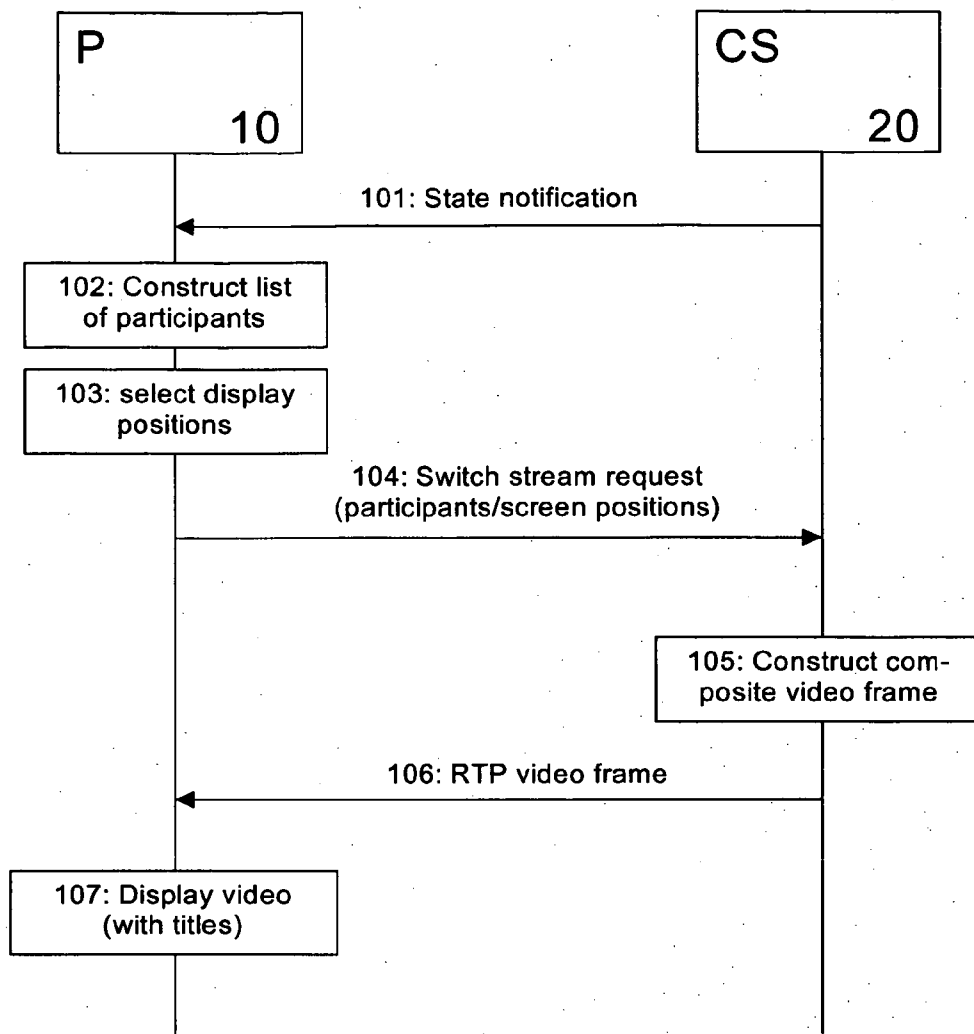 P
10
CS
20
101: State notification
102: Construct list
of participants
103: select display
positions
104: Switch stream request
(participants/screen positions)
105: Construct com-
posite video frame
106: RTP video frame
107: Display video
(with titles)